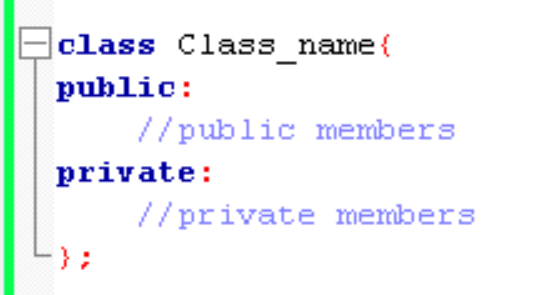 class Class_name{
public:
//public members
private:
//private members
};